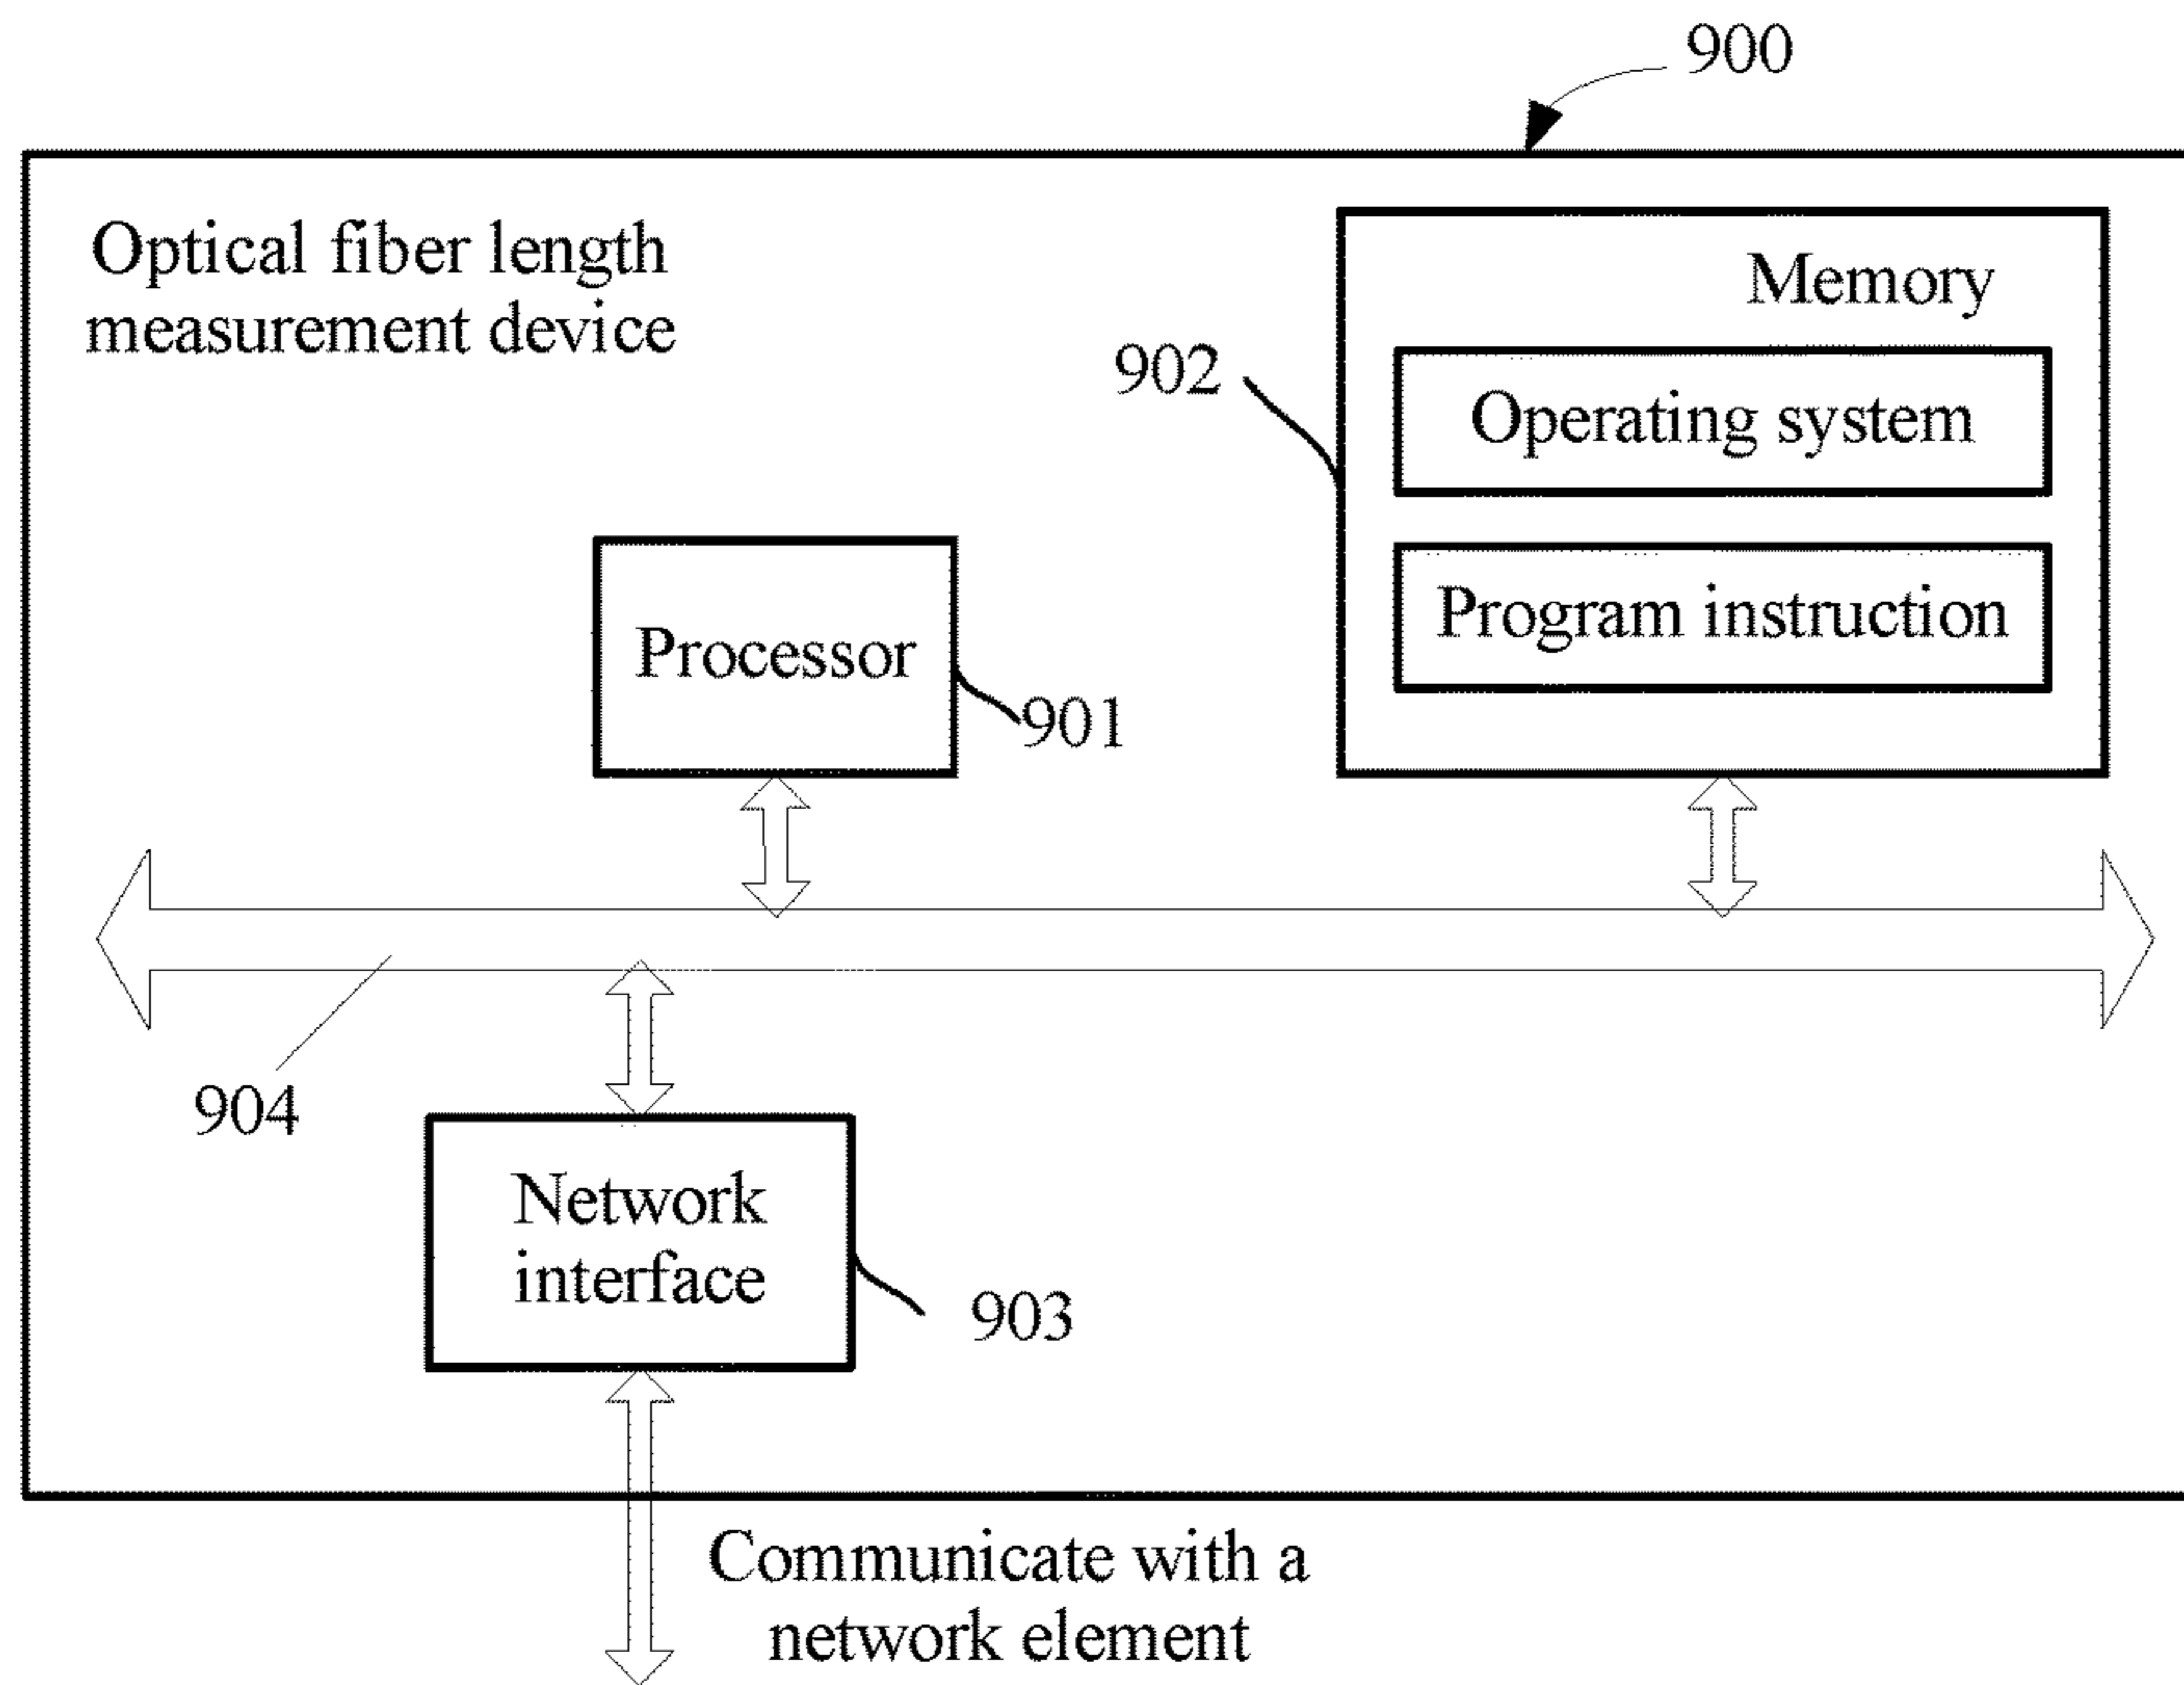 900
Optical fiber length
measurement device
Memory
902
Operating system
Program instruction
Processor
901
904
Network
interface
903
Communicate with a
network element